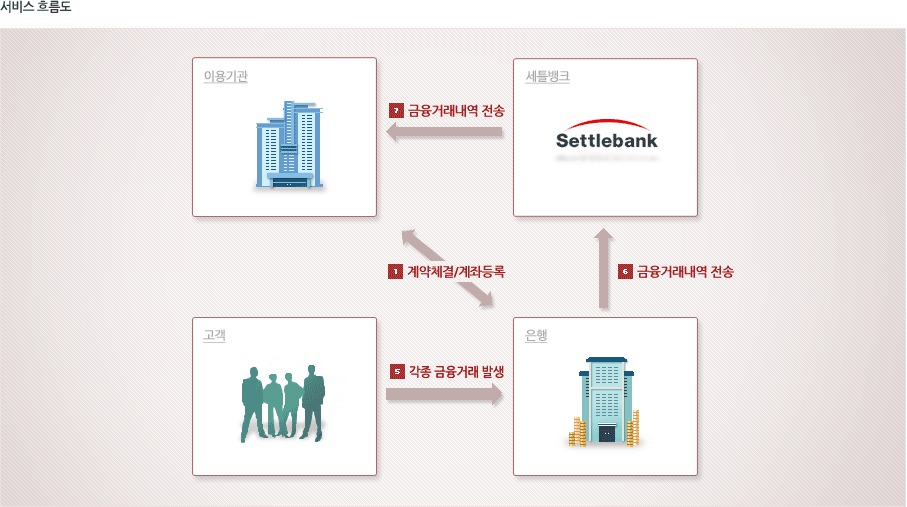 서비스 흐름도
이용기관
세틀뱅크
7 금융거래내역 전송
Settlebank
1 계약체결/계좌등록
6 금융거래내역 전송
고객
은행
5 각종 금융거래 발생